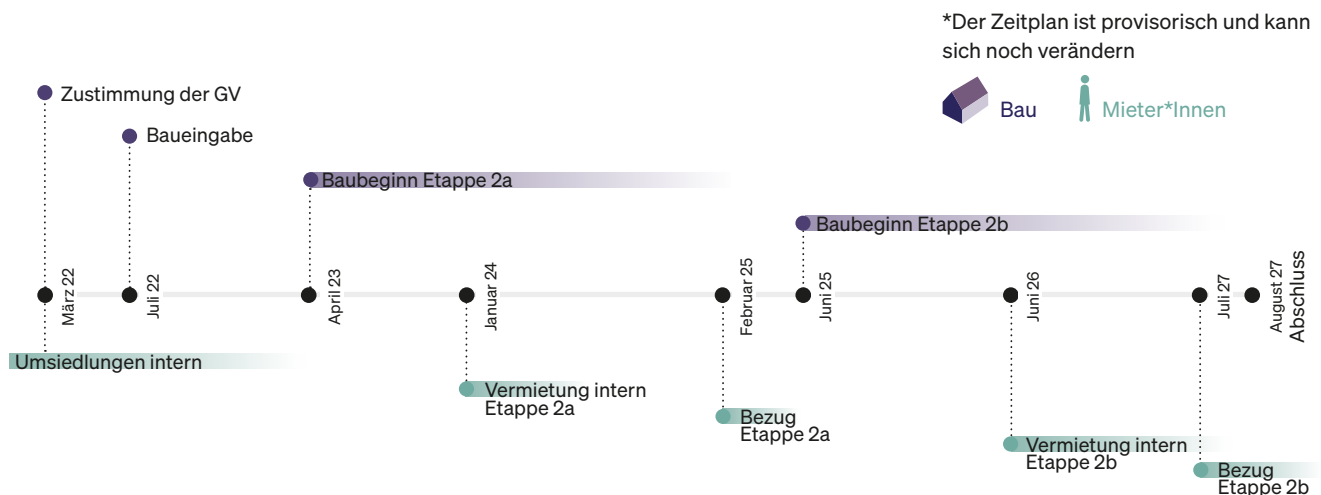 *Der Zeitplan ist provisorisch und kann
sich noch verändern
Bau
Mieter*Innen
Zustimmung der GV
Baueingabe
Baubeginn Etappe 2a
Baubeginn Etappe 2b
März 22
Juli 22
April 23
Januar 24
Februar 25
Juni 25
Juni 26
Juli 27
August 27
Abschluss
Umsiedlungen intern
Vermietung intern
Etappe 2a
Bezug
Etappe 2a
Vermietung intern
Etappe 2b
Bezug
Etappe 2b